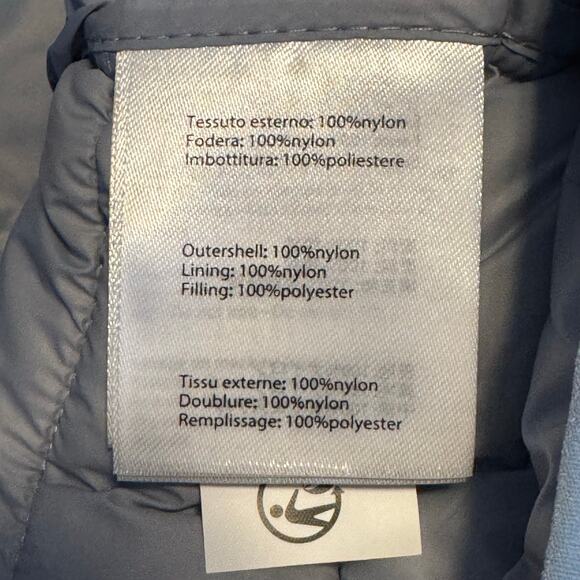 Tessuto esterno: 100%nylon
Fodera: 100%nylon
Imbottitura: 100%poliestere
Outershell: 100%nylon
Lining: 100%nylon
Filling: 100%polyester
Tissu externe: 100%nylon
Doublure: 100%nylon
Remplissage: 100%polyester